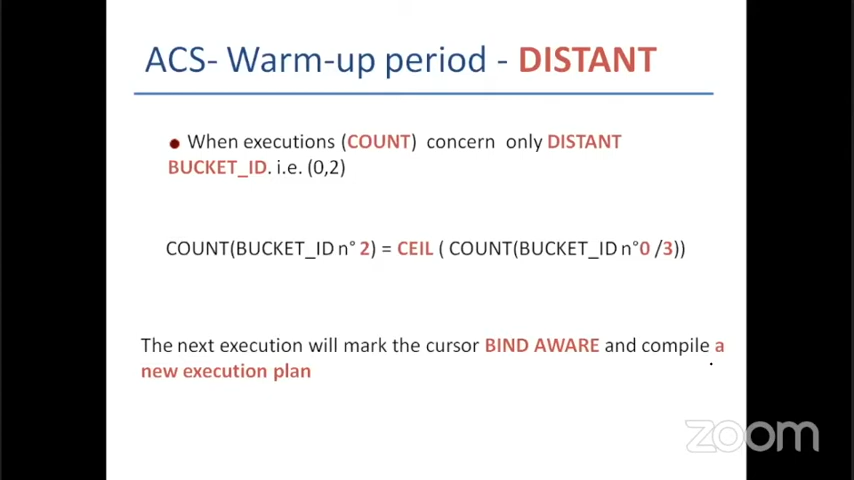 ACS- Warm-up period - DISTANT
● When executions (COUNT) concern only DISTANT
BUCKET_ID. i.e. (0,2)
COUNT(BUCKET_ID n° 2) = CEIL ( COUNT(BUCKET_ID n°0 /3))
The next execution will mark the cursor BIND AWARE and compile a
new execution plan
zoom